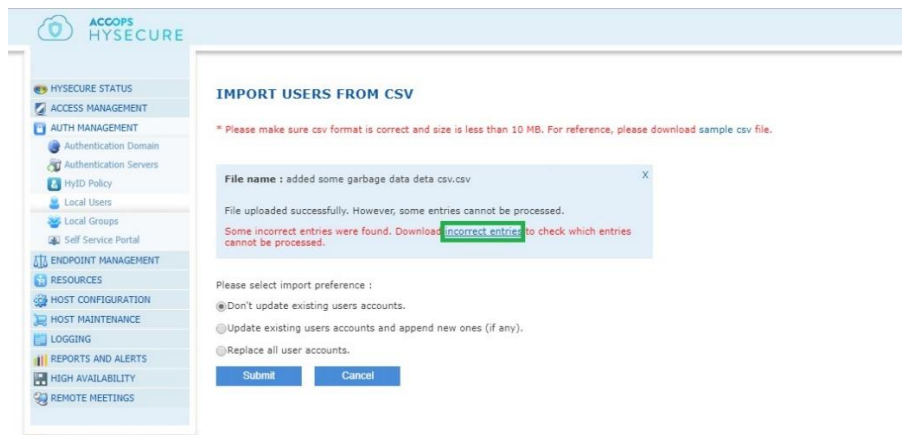 ACCOPS
HYSECURE
HYSECURE STATUS
ACCESS MANAGEMENT
AUTH MANAGEMENT
Authentication Domain
Authentication Servers
HyID Policy
Local Users
Local Groups
Self Service Portal
ENDPOINT MANAGEMENT
RESOURCES
HOST CONFIGURATION
HOST MAINTENANCE
LOGGING
REPORTS AND ALERTS
HIGH AVAILABILITY
REMOTE MEETINGS
IMPORT USERS FROM CSV
* Please make sure csv format is correct and size is less than 10 MB. For reference, please download sample csv file.
File name : added some garbage data deta csv.csv X
File uploaded successfully. However, some entries cannot be processed.
Some incorrect entries were found. Download incorrect entries to check which entries
cannot be processed.
Please select import preference :
Don't update existing users accounts.
Update existing users accounts and append new ones (if any).
Replace all user accounts.
Submit Cancel